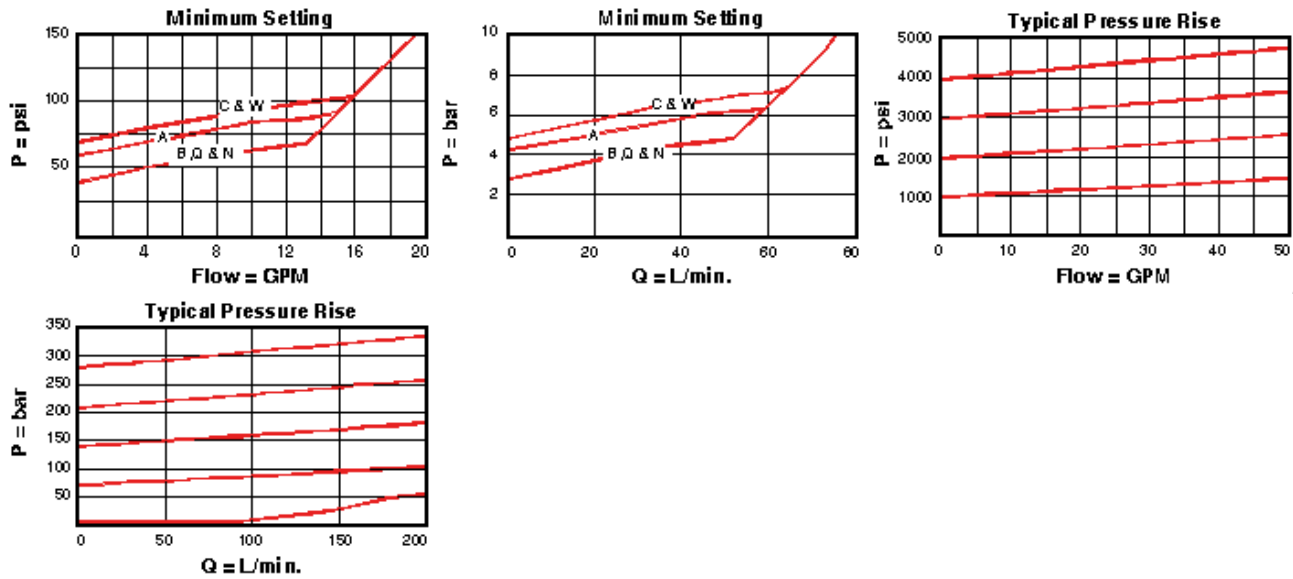 Minimum Setting
150
100
50
P = psi
C & W
A
B,Q & N
0 4 8 12 16 20
Flow = GPM
Minimum Setting
10
8
6
4
2
P = bar
C & W
A
B,Q & N
0 20 40 60 80
Q = L/min.
Typical Pressure Rise
5000
4000
3000
2000
1000
P = psi
0 10 20 30 40 50
Flow = GPM
Typical Pressure Rise
350
300
250
200
150
100
50
P = bar
0 50 100 150 200
Q = L/min.